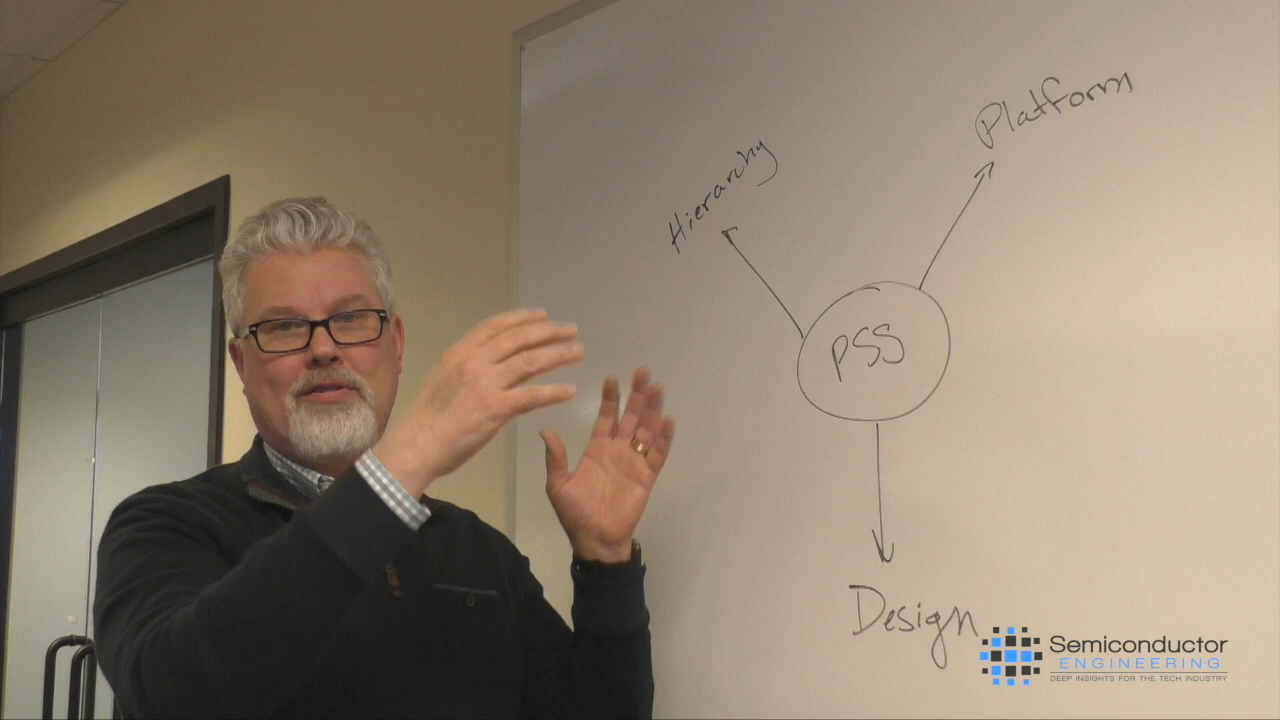 Platform
Hierarchy
PSS
Design
Semiconductor
ENGINEERING
DEEP INSIGHTS FOR THE TECH INDUSTRY